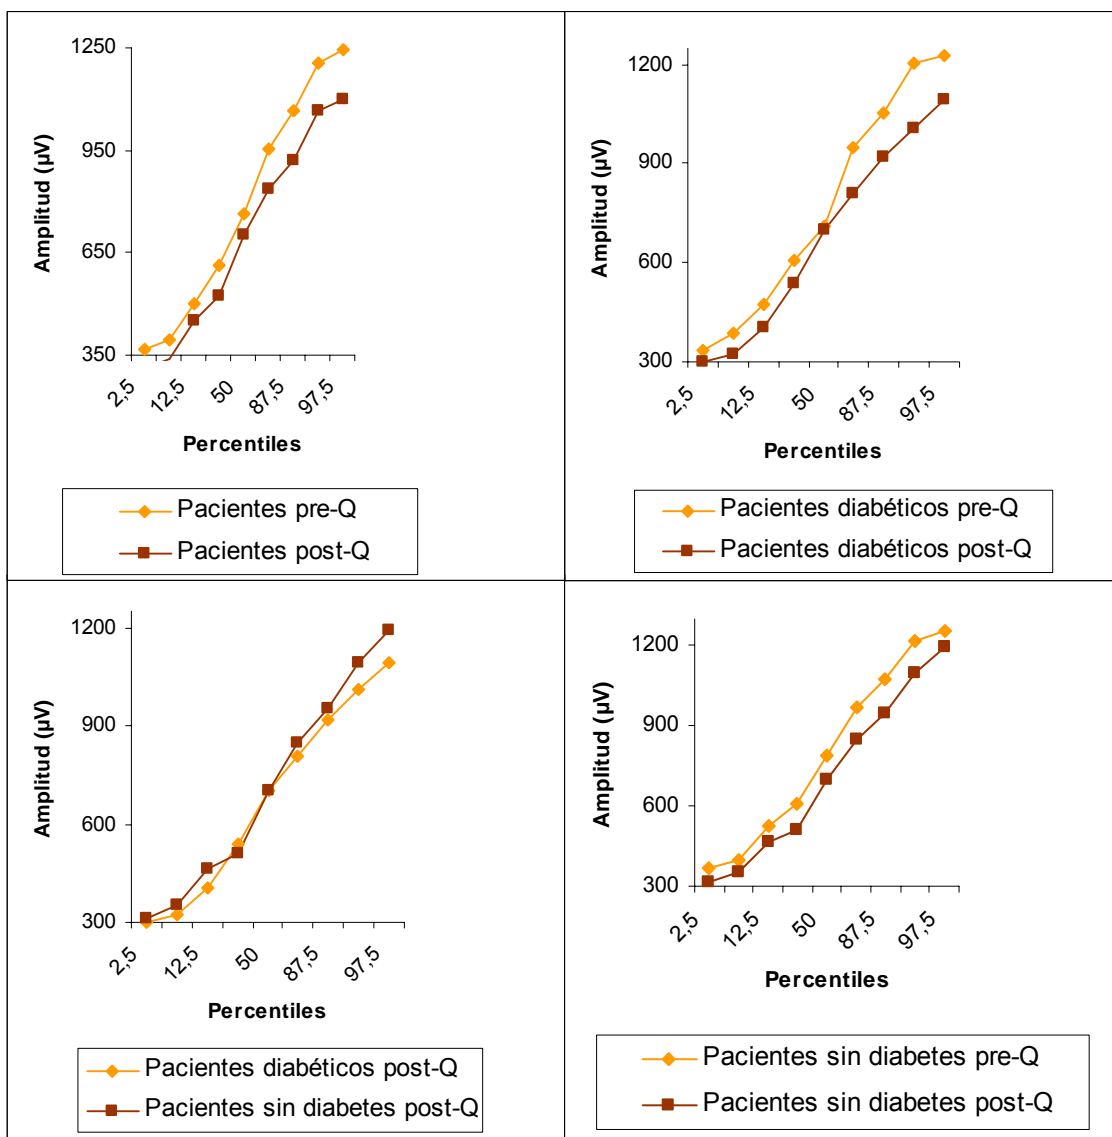 1250
950
650
350
Amplitud (µV)
2,5
12,5
50
87,5
97,5
Percentiles
Pacientes pre-Q
Pacientes post-Q
1200
900
600
300
Amplitud (µV)
2,5
12,5
50
87,5
97,5
Percentiles
Pacientes diabéticos pre-Q
Pacientes diabéticos post-Q
1200
900
600
300
Amplitud (µV)
2,5
12,5
50
87,5
97,5
Percentiles
Pacientes diabéticos post-Q
Pacientes sin diabetes post-Q
1200
900
600
300
Amplitud (µV)
2,5
12,5
50
87,5
97,5
Percentiles
Pacientes sin diabetes pre-Q
Pacientes sin diabetes post-Q